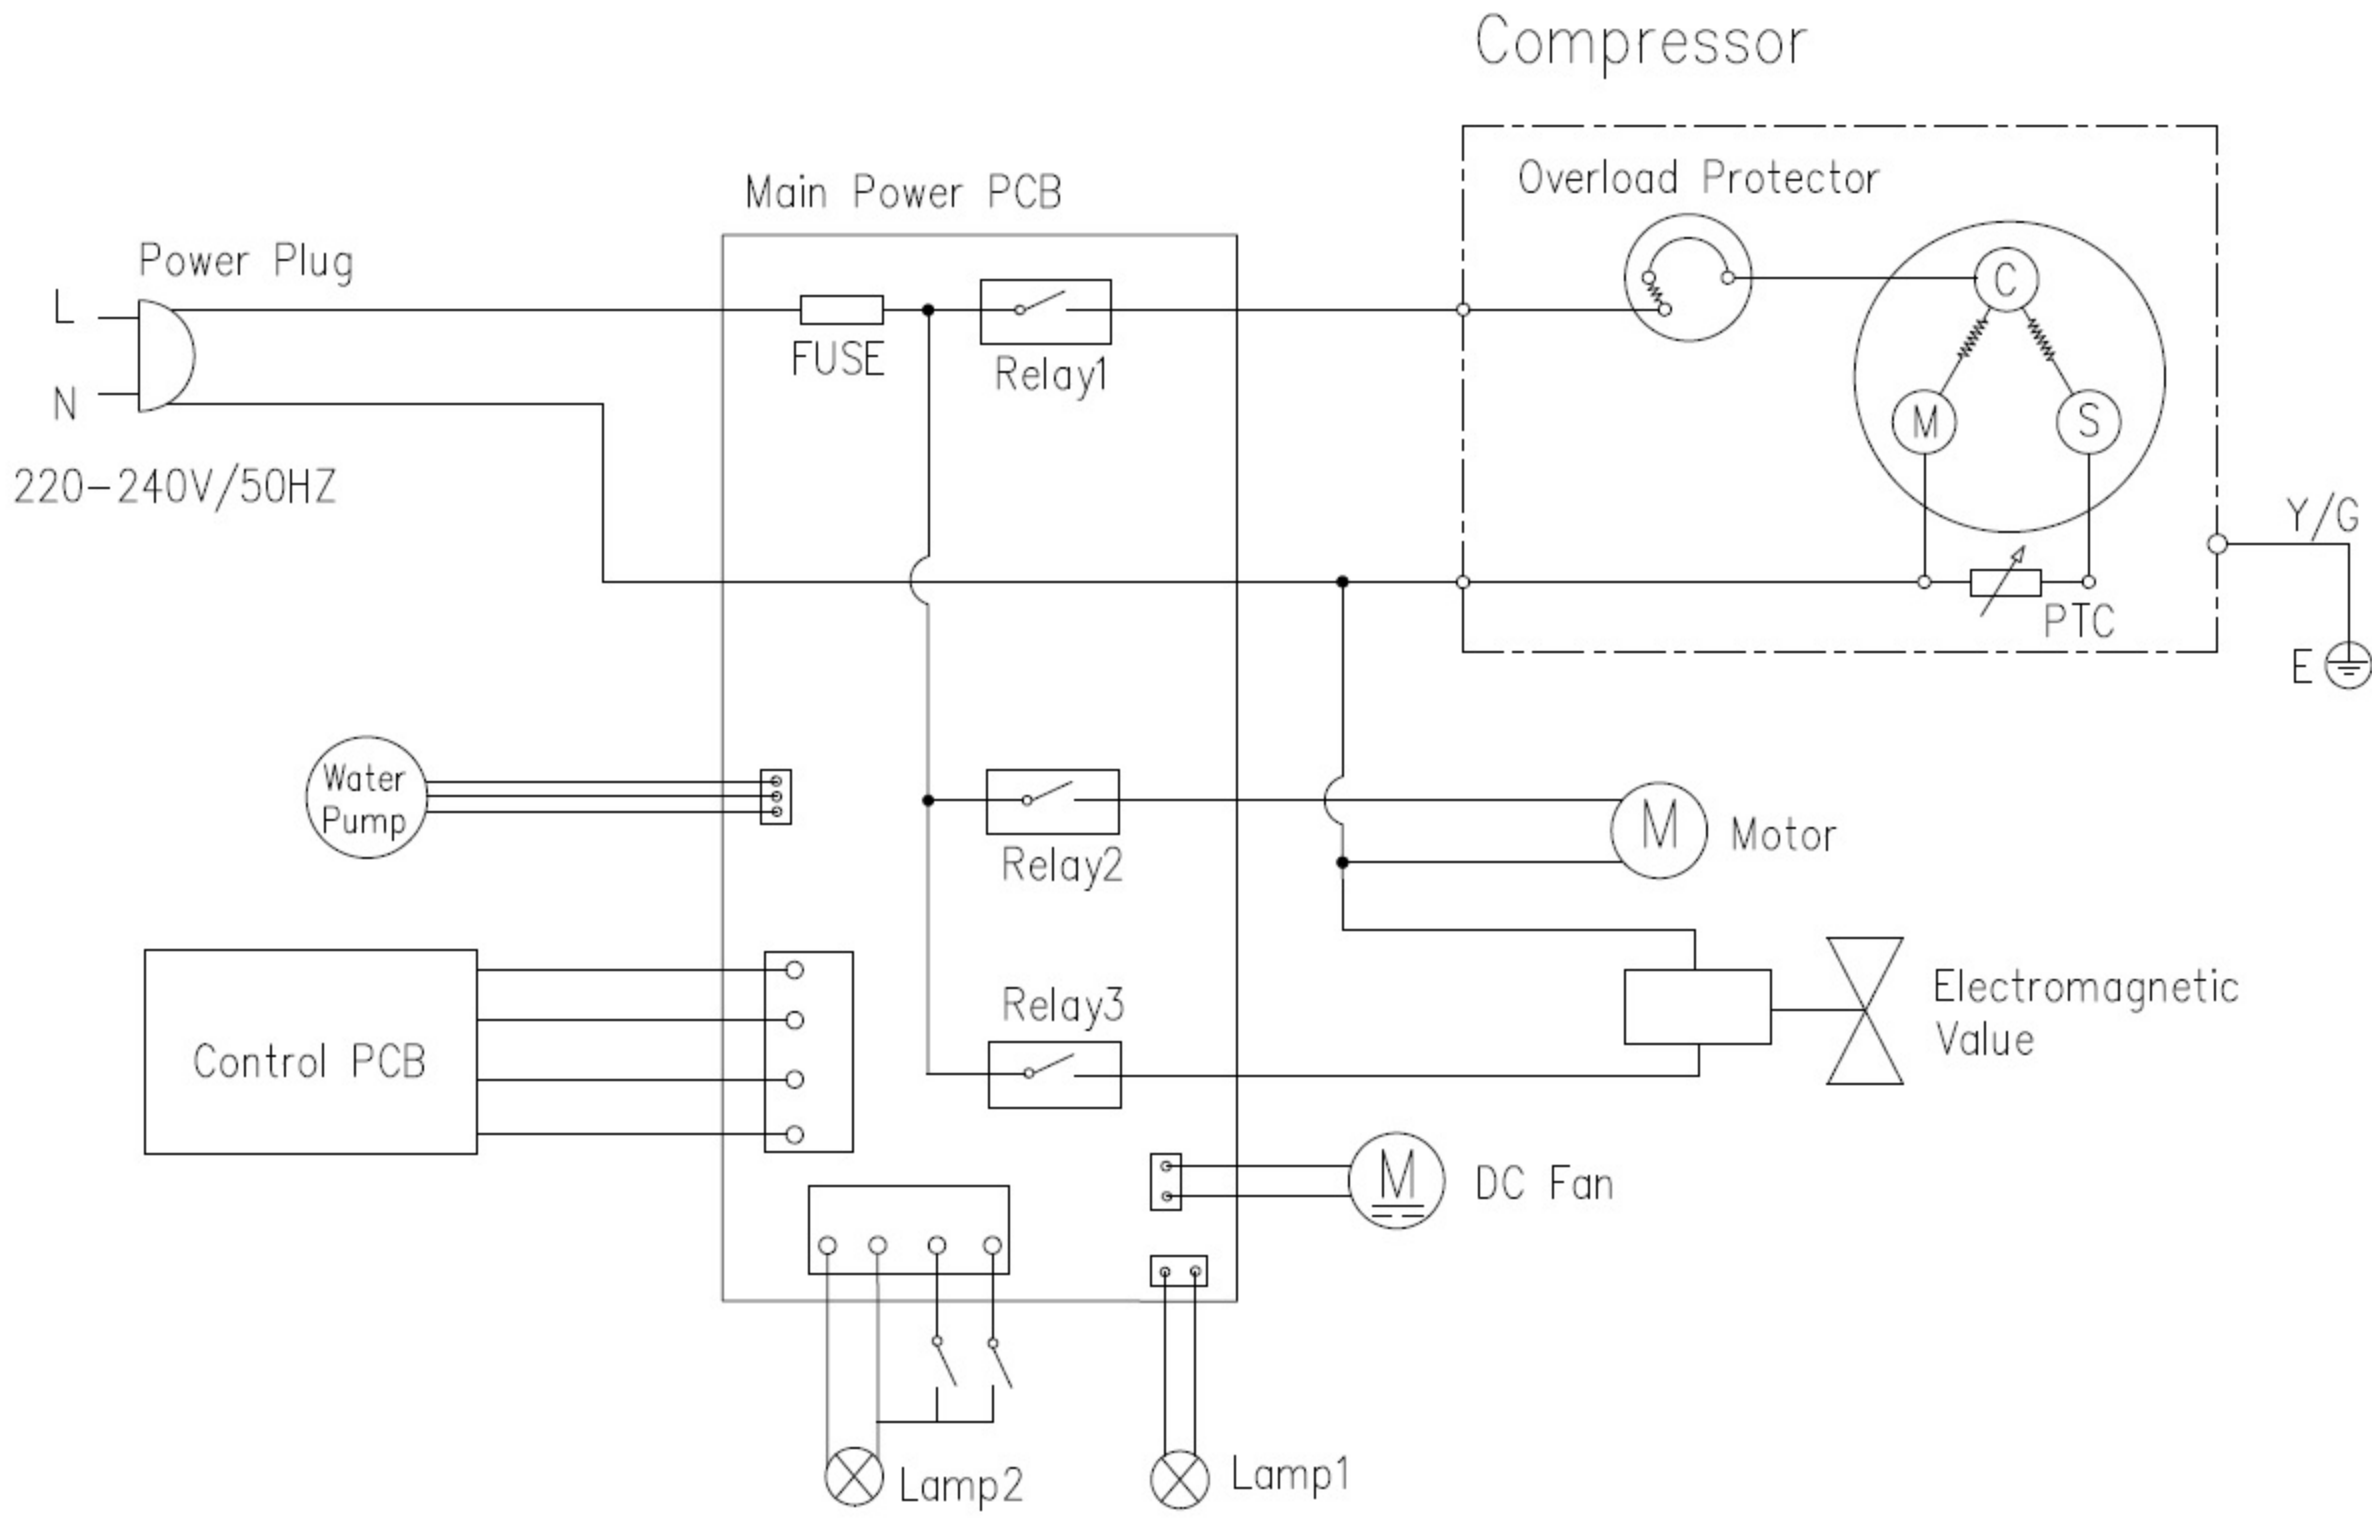 Compressor
Overload Protector
Main Power PCB
Power Plug
L
C
FUSE
Relay1
N
M
S
220-240V/50HZ
Y/G
PTC
E
Water
Pump
M
Motor
Relay2
Electromagnetic
Value
Relay3
Control PCB
M
DC Fan
Lamp2
Lamp1